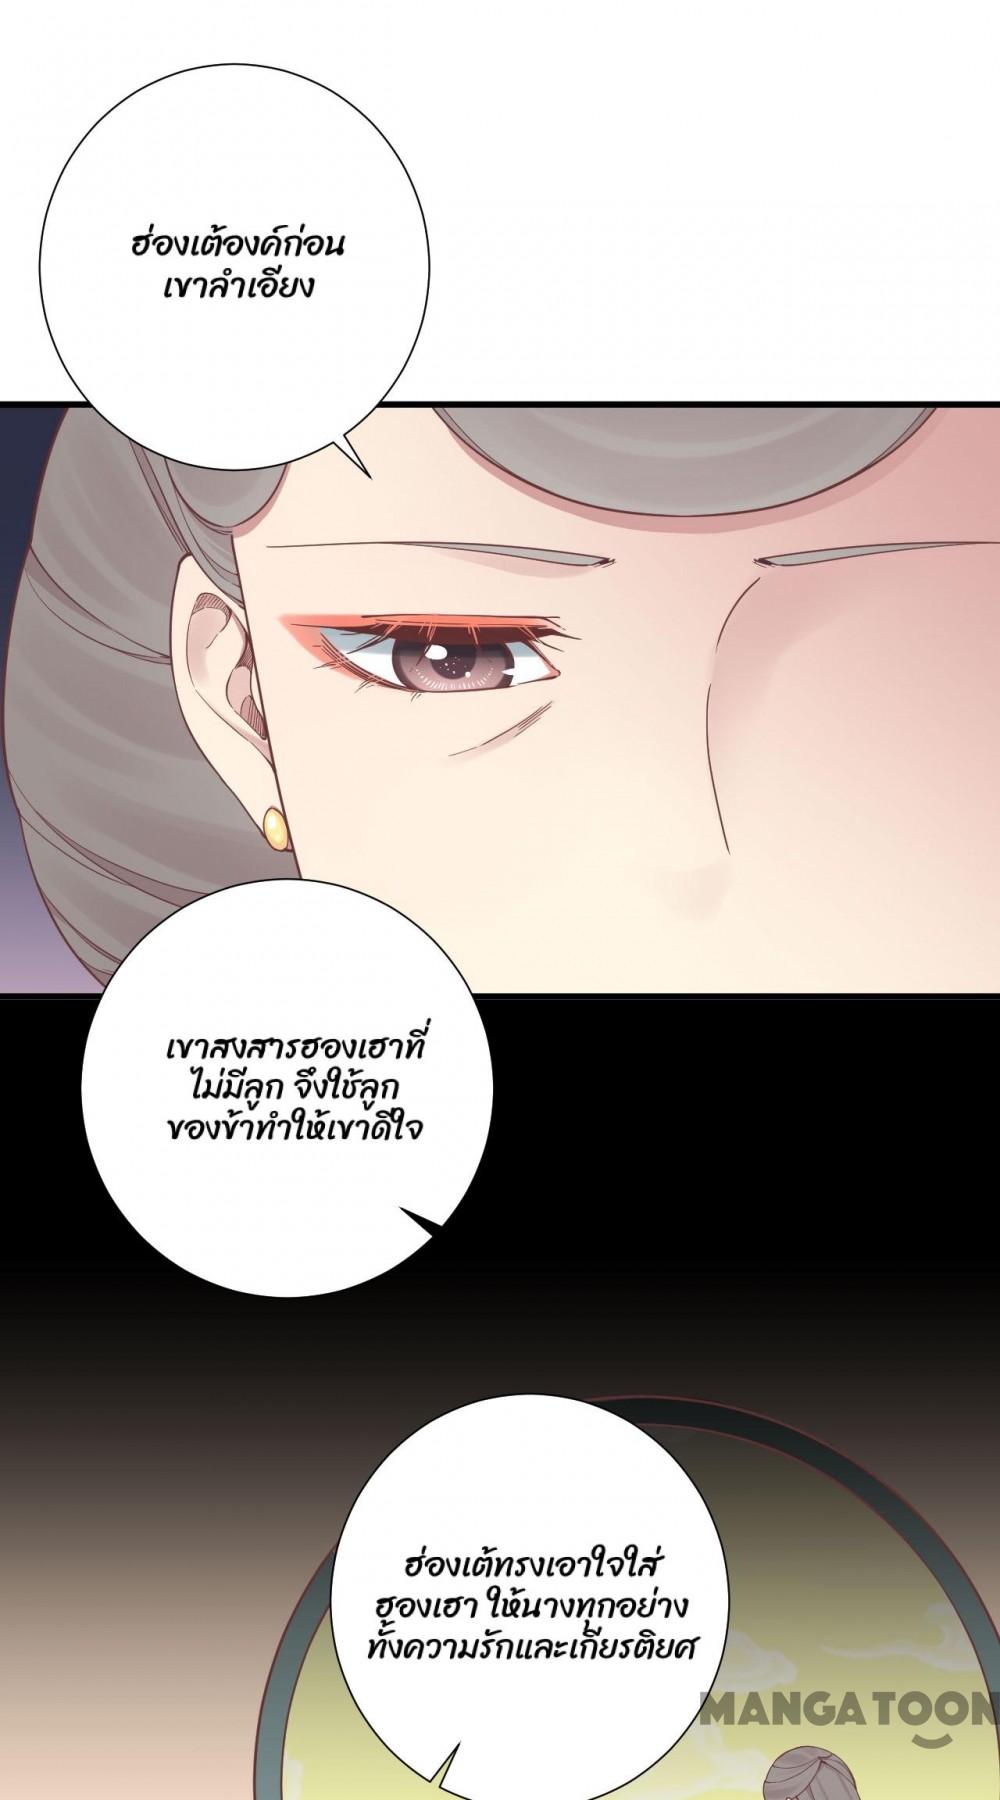 ฮ่องเต้องค์ก่อน
เขาลำเอียง
เขาสงสารฮองเฮาที่
ไม่มีลูก จึงใช้ลูก
ของข้าทำให้เขาดีใจ
ฮ่องเต้ทรงเอาใจใส่
ฮองเฮา ให้นางทุกอย่าง
ทั้งความรักและเกียรติยศ
MANGATOON